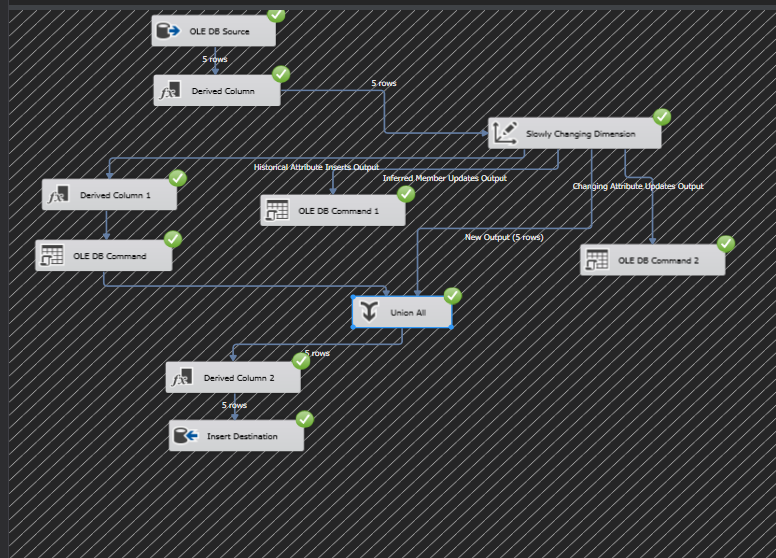 OLE DB Source
5 rows
Derived Column
5 rows
Slowly Changing Dimension
Historical Attribute Inserts Output
Inferred Member Updates Output
Changing Attribute Updates Output
Derived Column 1
OLE DB Command 1
New Output (5 rows)
OLE DB Command
OLE DB Command 2
Union All
5 rows
Derived Column 2
5 rows
Insert Destination